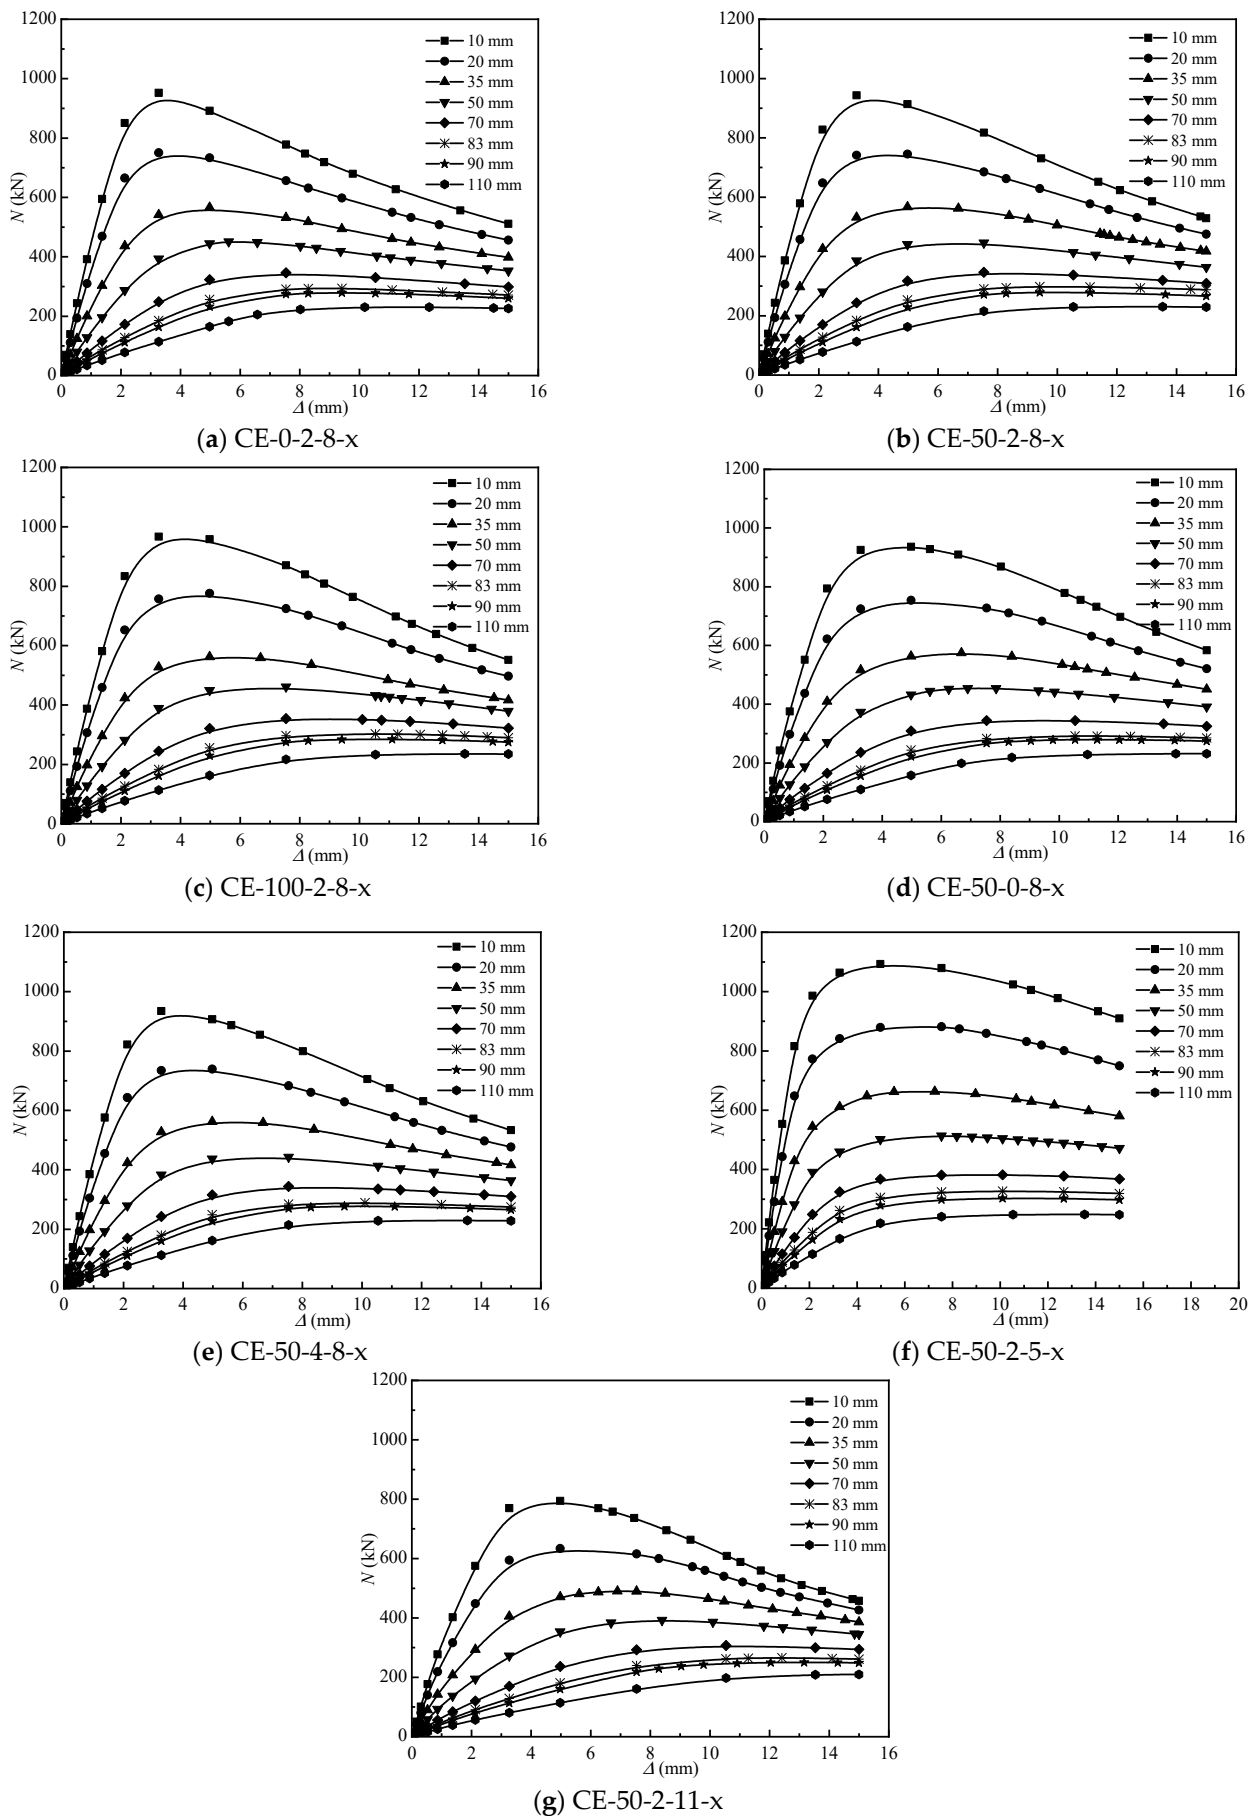 1200
1000
800
600
400
200
0
N (kN)
10 mm
20 mm
35 mm
50 mm
70 mm
83 mm
90 mm
110 mm
0 2 4 6 8 10 12 14 16
Δ (mm)
(a) CE-0-2-8-x
1200
1000
800
600
400
200
0
N (kN)
10 mm
20 mm
35 mm
50 mm
70 mm
83 mm
90 mm
110 mm
0 2 4 6 8 10 12 14 16
Δ (mm)
(b) CE-50-2-8-x
1200
1000
800
600
400
200
0
N (kN)
10 mm
20 mm
35 mm
50 mm
70 mm
83 mm
90 mm
110 mm
0 2 4 6 8 10 12 14 16
Δ (mm)
(c) CE-100-2-8-x
1200
1000
800
600
400
200
0
N (kN)
10 mm
20 mm
35 mm
50 mm
70 mm
83 mm
90 mm
110 mm
0 2 4 6 8 10 12 14 16
Δ (mm)
(d) CE-50-0-8-x
1200
1000
800
600
400
200
0
N (kN)
10 mm
20 mm
35 mm
50 mm
70 mm
83 mm
90 mm
110 mm
0 2 4 6 8 10 12 14 16
Δ (mm)
(e) CE-50-4-8-x
1200
1000
800
600
400
200
0
N (kN)
10 mm
20 mm
35 mm
50 mm
70 mm
83 mm
90 mm
110 mm
0 2 4 6 8 10 12 14 16 18 20
Δ (mm)
(f) CE-50-2-5-x
1200
1000
800
600
400
200
0
N (kN)
10 mm
20 mm
35 mm
50 mm
70 mm
83 mm
90 mm
110 mm
0 2 4 6 8 10 12 14 16
Δ (mm)
(g) CE-50-2-11-x